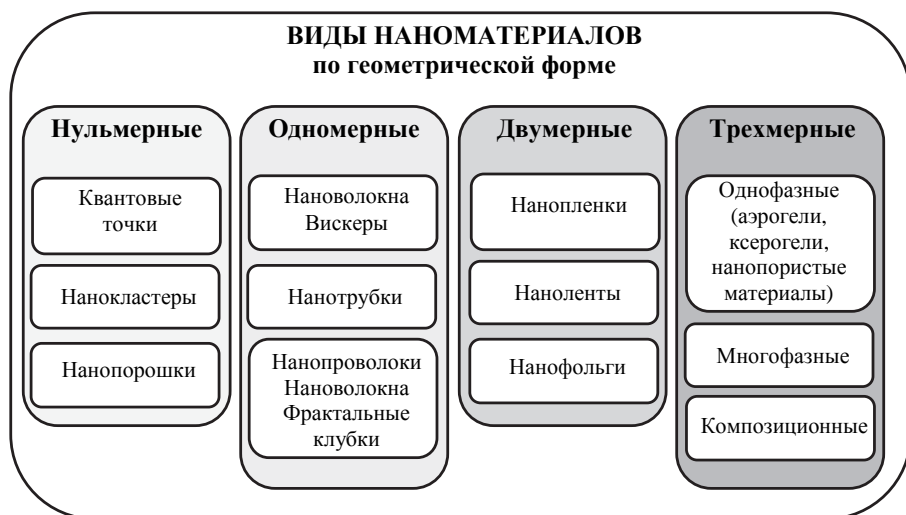 ВИДЫ НАНОМАТЕРИАЛОВ
по геометрической форме
Нульмерные
Квантовые
точки
Нанокластеры
Нанопорошки
Одномерные
Нановолокна
Вискеры
Нанотрубки
Нанопроволоки
Нановолокна
Фрактальные
клубки
Двумерные
Нанопленки
Наноленты
Нанофольги
Трехмерные
Однофазные
(аэрогели,
ксерогели,
нанопористые
материалы)
Многофазные
Композиционные